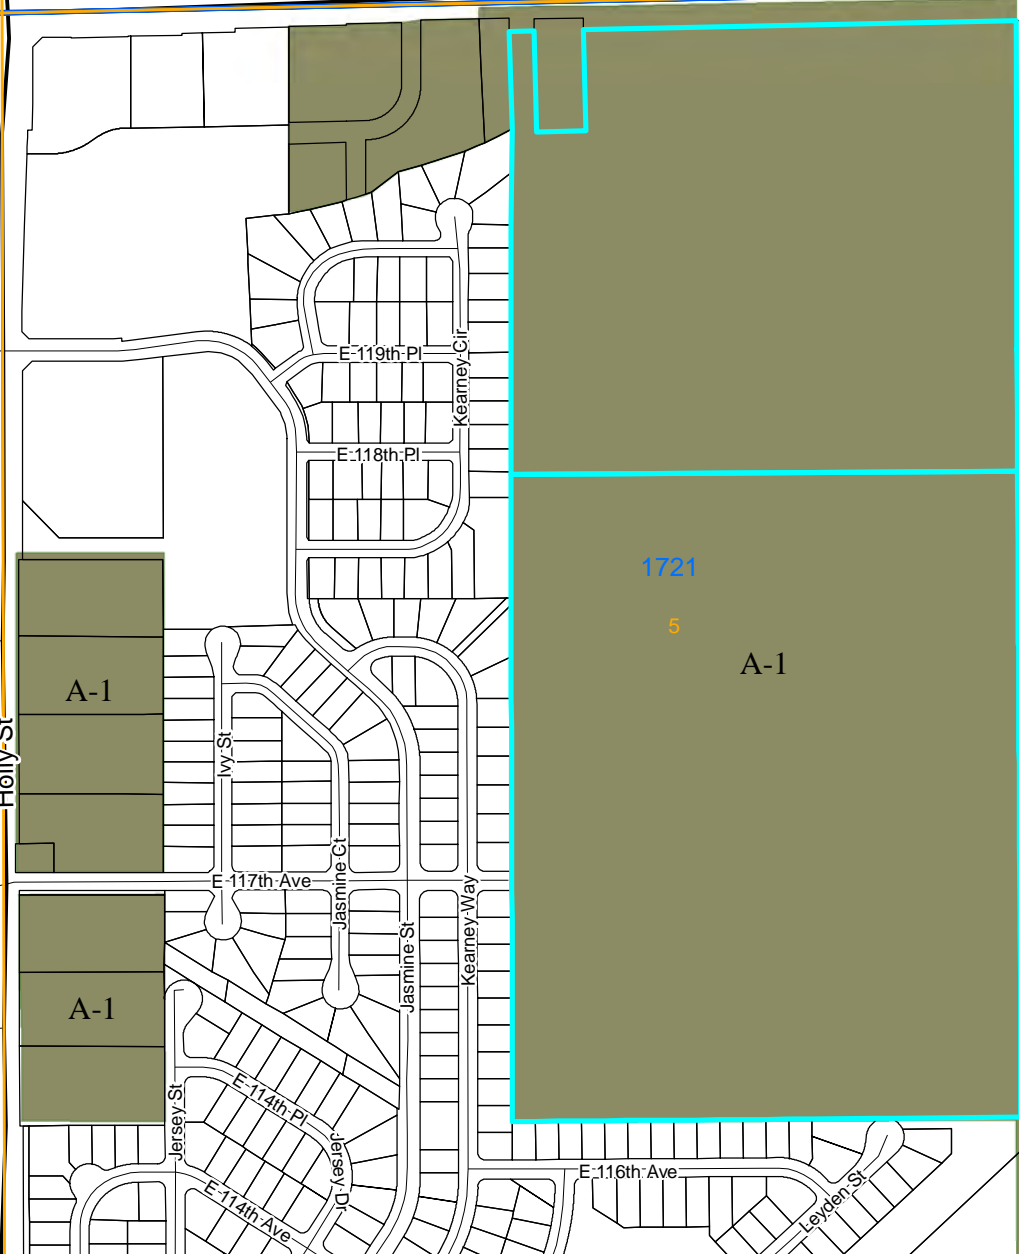 E 119th Pl
Kearney Cir
E 118th Pl
1721
5
A-1
A-1
Holly St
Ivy St
Jasmine Ct
E 117th Ave
Kearney Way
Jasmine St
A-1
E 114th Pl
Jersey St
Jersey Dr
E 116th Ave
E 114th Ave
Leyden St